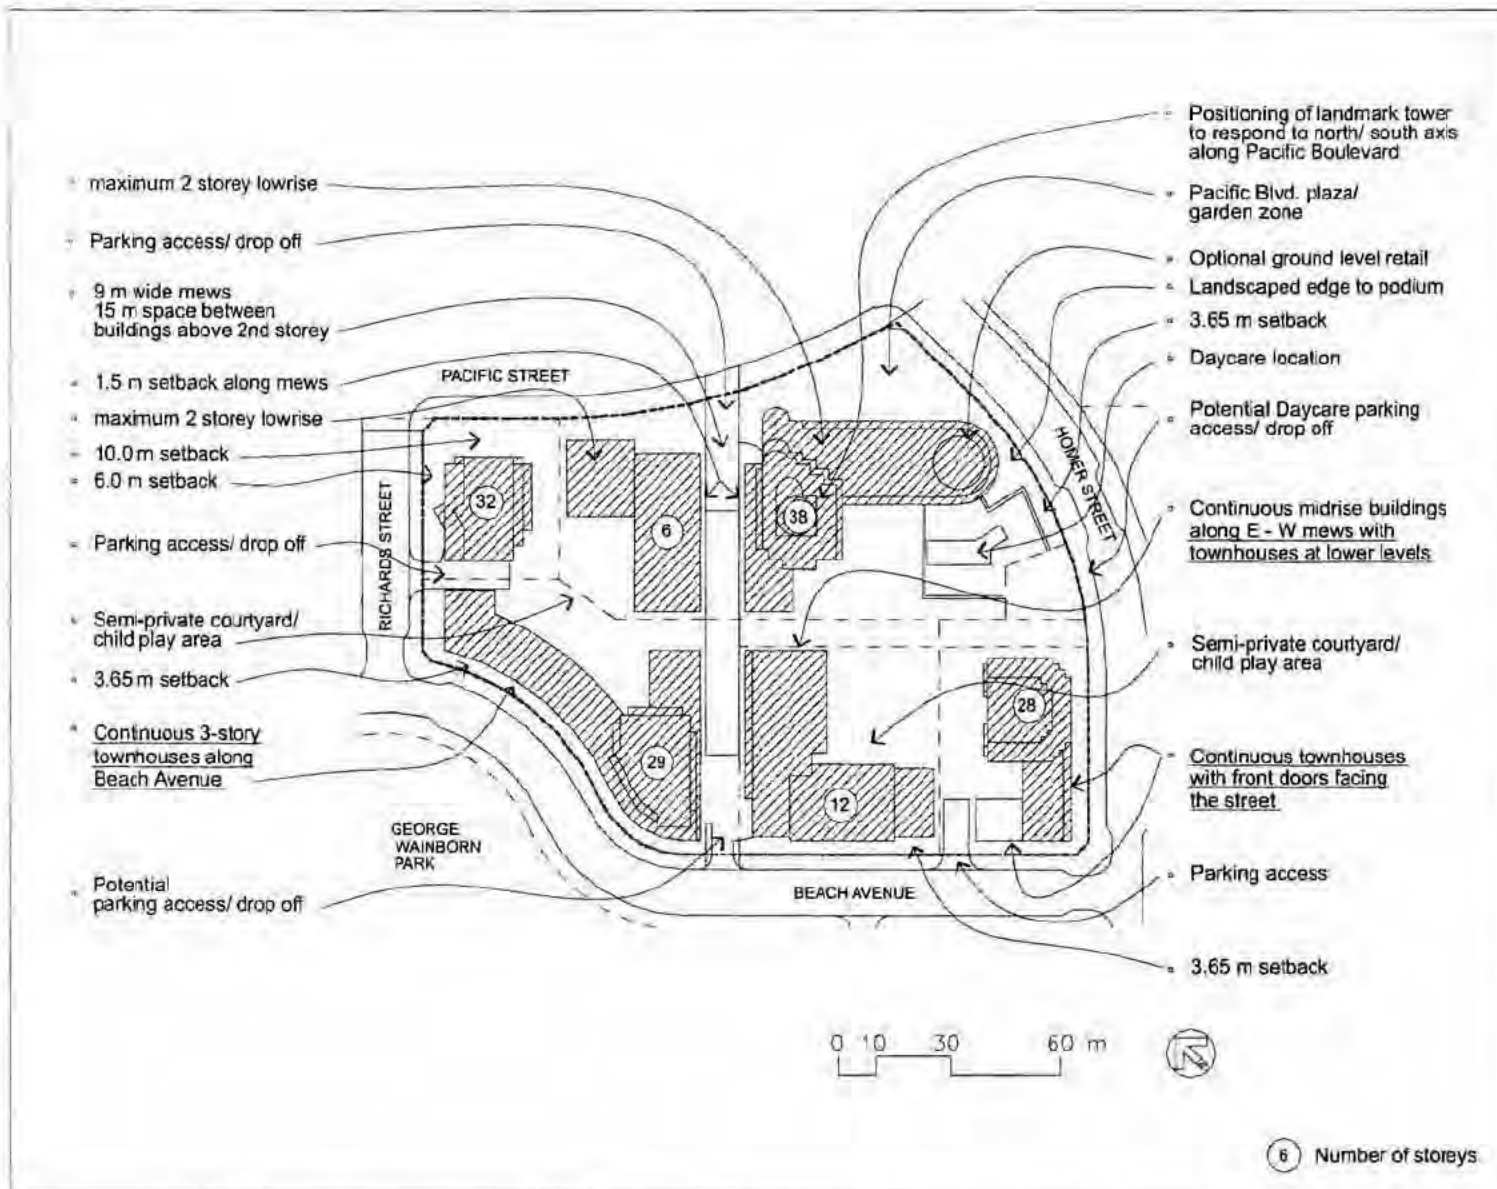 maximum 2 storey lowrise
Parking access/ drop off
9 m wide mews
15 m space between
buildings above 2nd storey
1.5 m setback along mews
maximum 2 storey lowrise
10.0 m setback
6.0 m setback
Parking access/ drop off
Semi-private courtyard/
child play area
3.65 m setback
Continuous 3-story
townhouses along
Beach Avenue
Potential
parking access/ drop off
PACIFIC STREET
RICHARDS STREET
HOMER STREET
GEORGE
WAINBORN
PARK
BEACH AVENUE
32
6
38
28
29
12
Positioning of landmark tower
to respond to north/ south axis
along Pacific Boulevard
Pacific Blvd. plaza/
garden zone
Optional ground level retail
Landscaped edge to podium
3.65 m setback
Daycare location
Potential Daycare parking
access/ drop off
Continuous midrise buildings
along E - W mews with
townhouses at lower levels
Semi-private courtyard/
child play area
Continuous townhouses
with front doors facing
the street
Parking access
3.65 m setback
0 10 30 60 m
6 Number of storeys